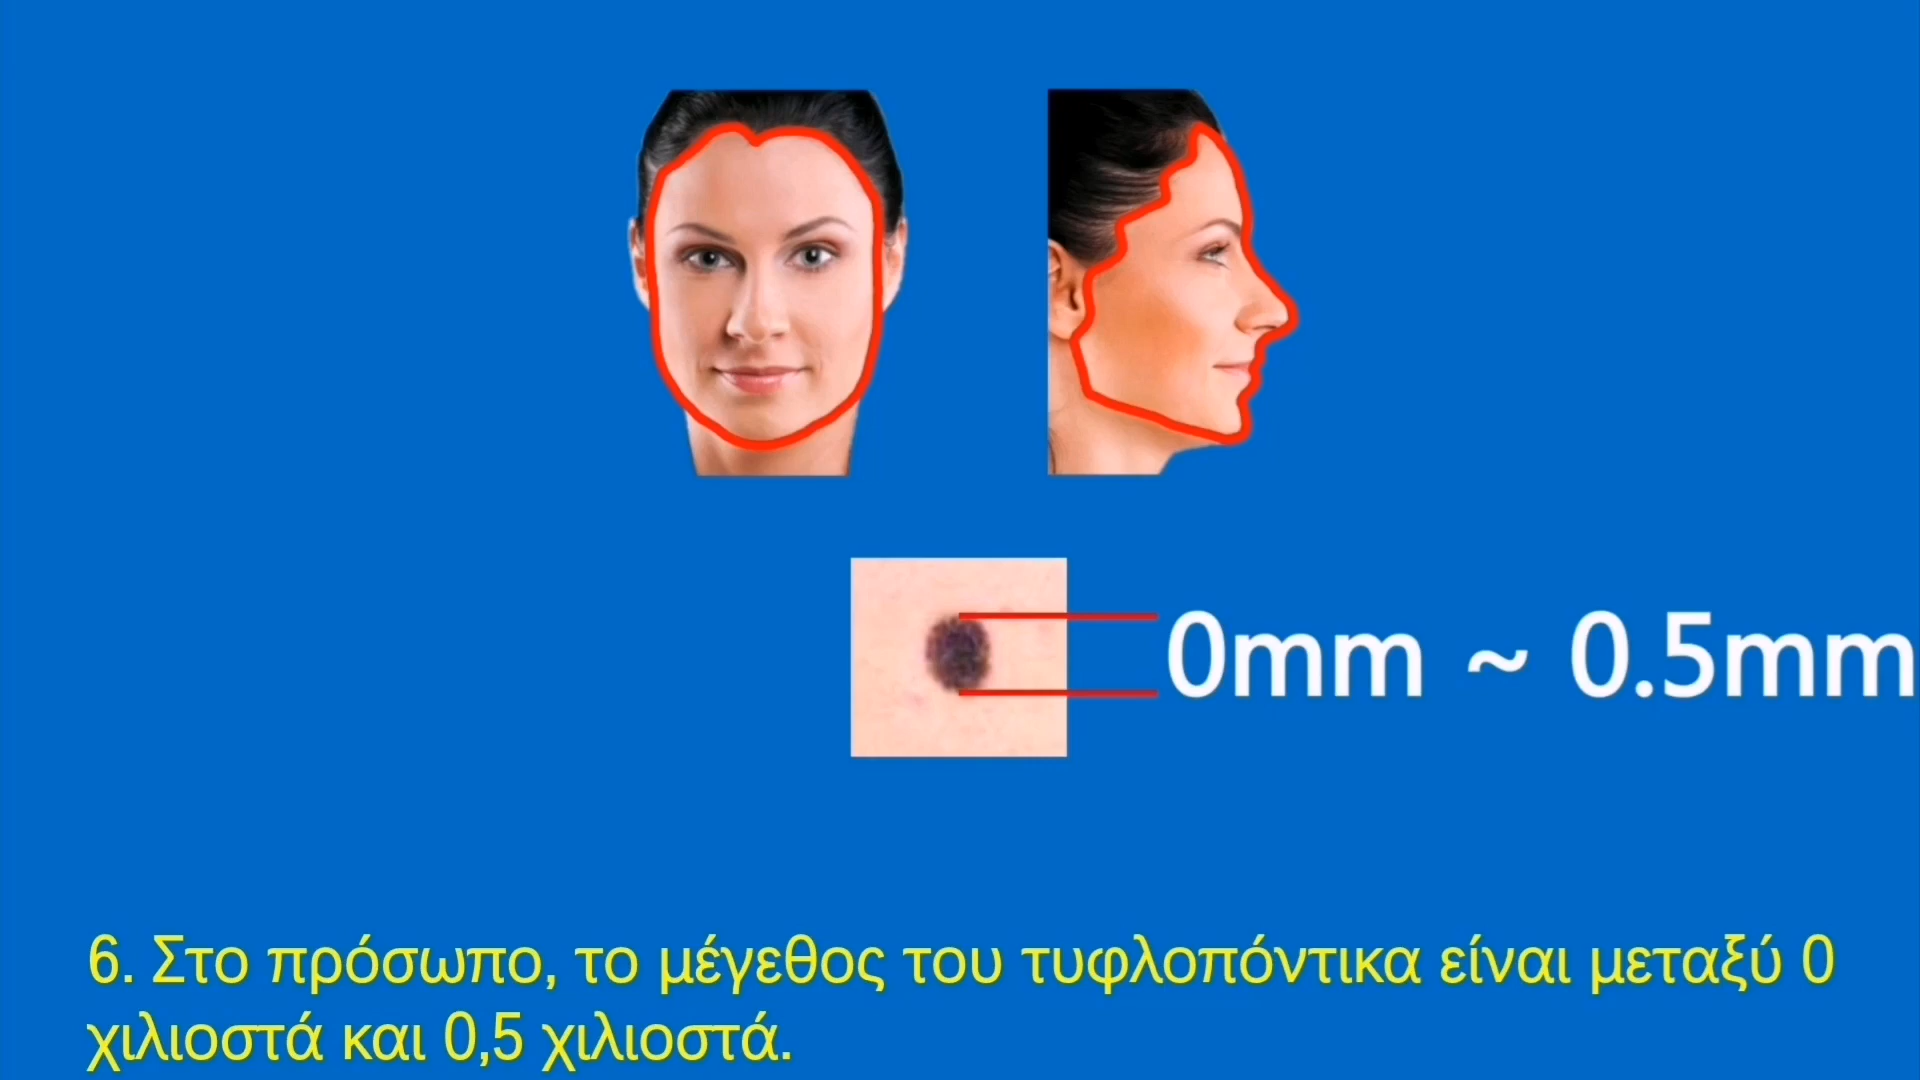 0mm ~ 0.5mm
6. Στο πρόσωπο, το μέγεθος του τυφλοπόντικα είναι μεταξύ 0
χιλιοστά και 0,5 χιλιοστά.